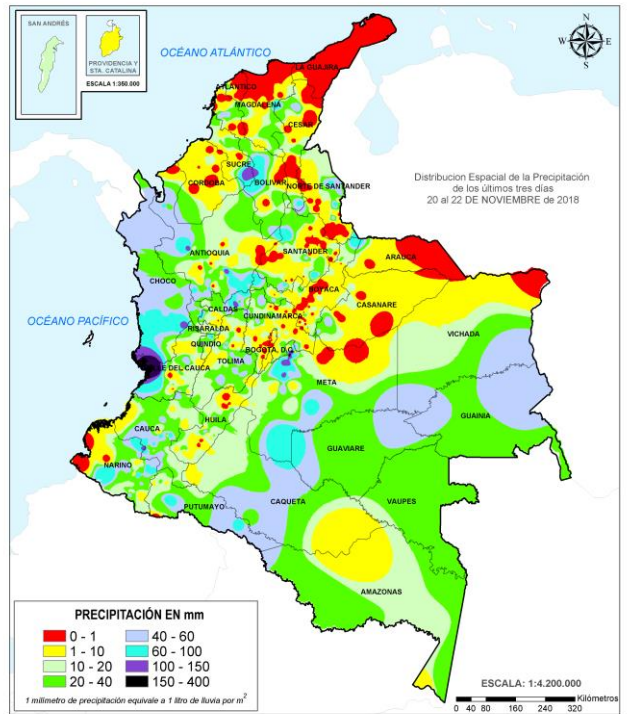 SAN ANDRÉS
PROVIDENCIA Y
STA. CATALINA
ESCALA 1:350.000
OCÉANO ATLÁNTICO
N
W
E
S
LA GUAJIRA
ATLÁNTICO
MAGDALENA
CESAR
SUCRE
CORDOBA
BOLIVAR
NORTE DE SANTANDER
Distribucion Espacial de la Precipitación
de los últimos tres días
20 al 22 DE NOVIEMBRE de 2018
ANTIOQUIA
SANTANDER
ARAUCA
CHOCO
BOYACA
CASANARE
CALDAS
CUNDINAMARCA
OCÉANO PACÍFICO
RISARALDA
VICHADA
QUINDIO
BOGOTA, D.C.
TOLIMA
VALLE DEL CAUCA
META
GUAINIA
HUILA
CAUCA
GUAVIARE
NARIÑO
CAQUETA
VAUPES
PUTUMAYO
AMAZONAS
PRECIPITACIÓN EN mm
0 - 1
40 - 60
1 - 10
60 - 100
10 - 20
100 - 150
20 - 40
150 - 400
1 milímetro de precipitación equivale a 1 litro de lluvia por m2
ESCALA: 1:4.200.000
Kilómetros
0 40 80 160 240 320